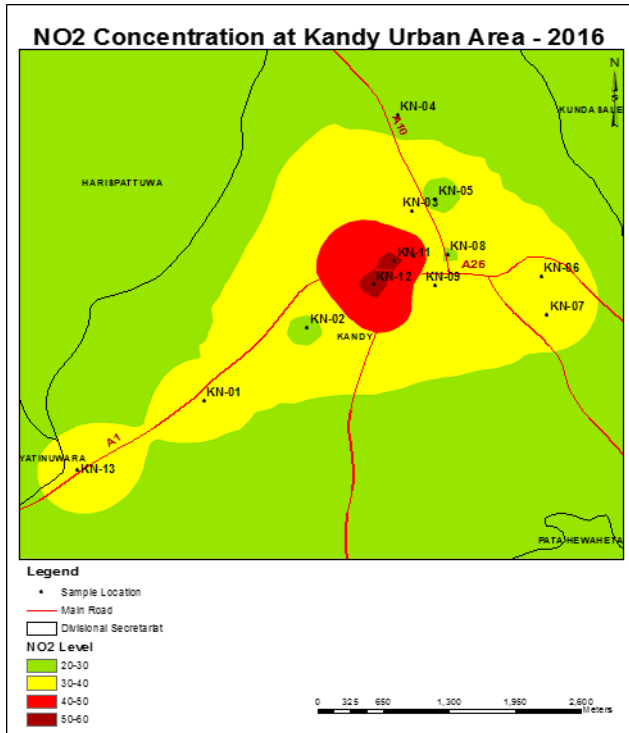 NO2 Concentration at Kandy Urban Area - 2016
N
KN-04
KUNDASALE
A10
HARISPATTUWA
KN-05
KN-03
KN-11
KN-08
A26
KN-12
KN-09
KN-06
KN-07
KN-02
KANDY
KN-01
A1
YATINUWARA
KN-13
PATA HEWAHETA
Legend
Sample Location
Main Road
Divisional Secretariat
NO2 Level
20-30
30-40
40-50
50-60
0 325 650 1,300 1,950 2,600
Meters